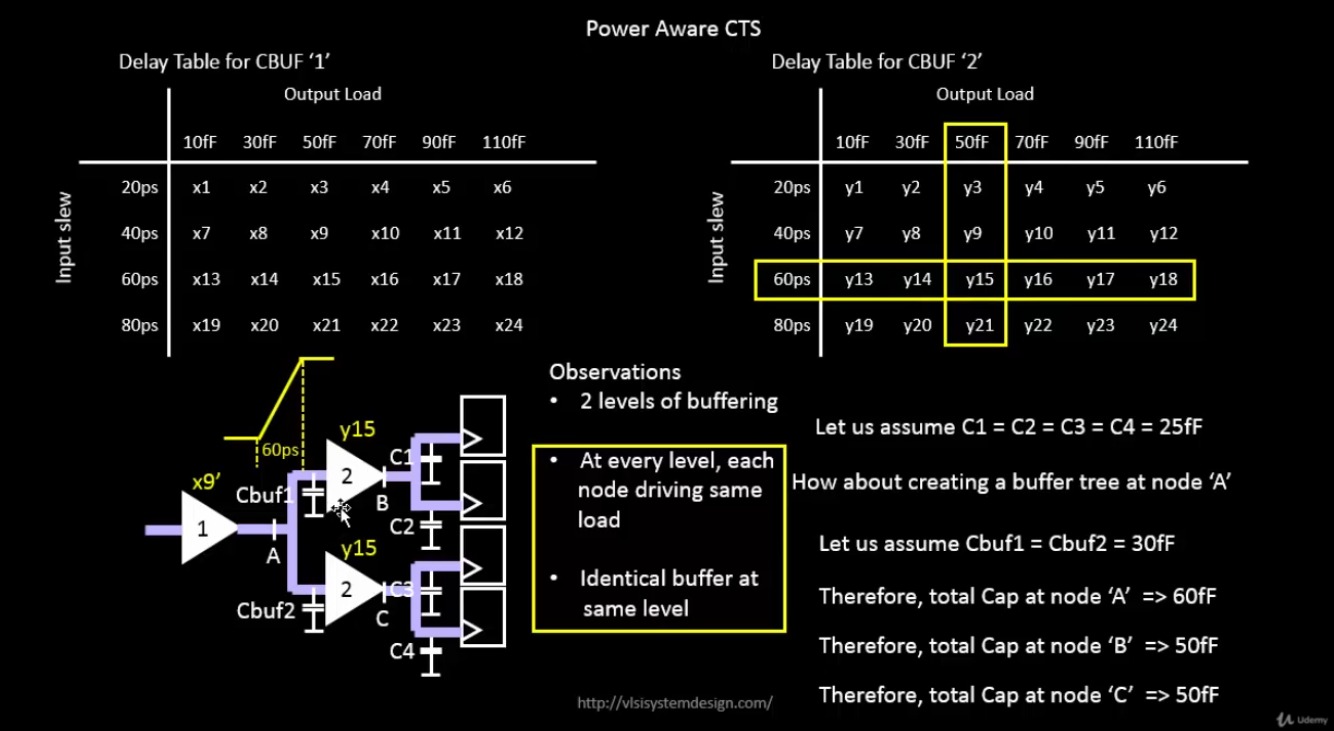 Power Aware CTS
Delay Table for CBUF ‘1’
Output Load
10fF 30fF 50fF 70fF 90fF 110fF
Input slew
20ps x1 x2 x3 x4 x5 x6
40ps x7 x8 x9 x10 x11 x12
60ps x13 x14 x15 x16 x17 x18
80ps x19 x20 x21 x22 x23 x24
Delay Table for CBUF ‘2’
Output Load
10fF 30fF 50fF 70fF 90fF 110fF
Input slew
20ps y1 y2 y3 y4 y5 y6
40ps y7 y8 y9 y10 y11 y12
60ps y13 y14 y15 y16 y17 y18
80ps y19 y20 y21 y22 y23 y24
60ps
x9’
1
A
Cbuf1
y15
2
B
C1
C2
Cbuf2
y15
2
C
C3
C4
Observations
• 2 levels of buffering
• At every level, each
node driving same
load
• Identical buffer at
same level
Let us assume C1 = C2 = C3 = C4 = 25fF
How about creating a buffer tree at node ‘A’
Let us assume Cbuf1 = Cbuf2 = 30fF
Therefore, total Cap at node ‘A’ => 60fF
Therefore, total Cap at node ‘B’ => 50fF
Therefore, total Cap at node ‘C’ => 50fF
http://vlsisystemdesign.com/
Udemy